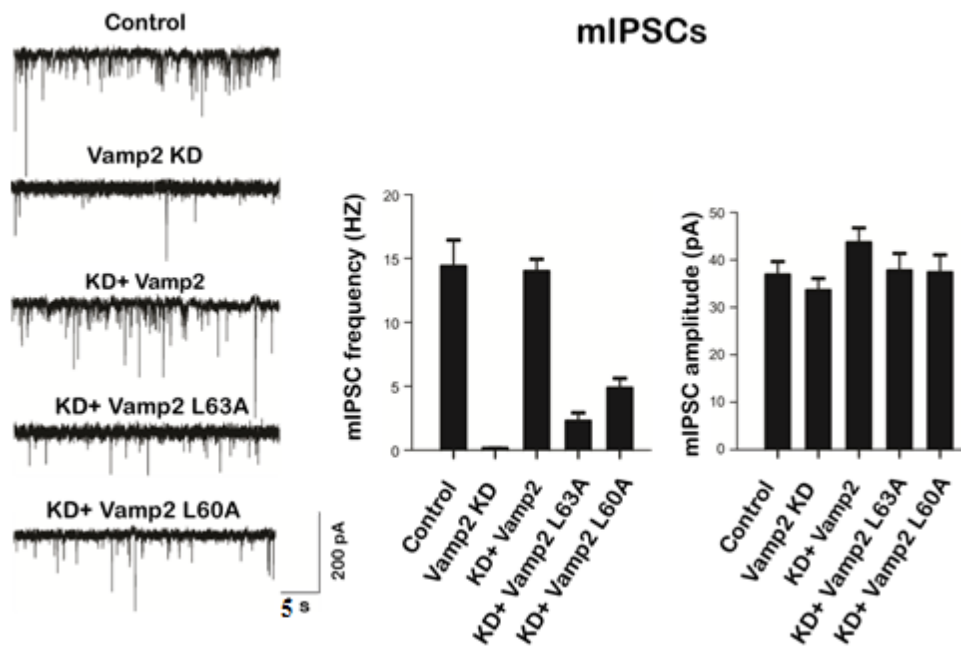 Control
mIPSCs
Vamp2 KD
KD+ Vamp2
KD+ Vamp2 L63A
KD+ Vamp2 L60A
200 pA
5 s
mIPSC frequency (HZ)
20
15
10
5
0
Control
Vamp2 KD
KD+ Vamp2
KD+ Vamp2 L63A
KD+ Vamp2 L60A
mIPSC amplitude (pA)
50
40
30
20
10
0
Control
Vamp2 KD
KD+ Vamp2
KD+ Vamp2 L63A
KD+ Vamp2 L60A